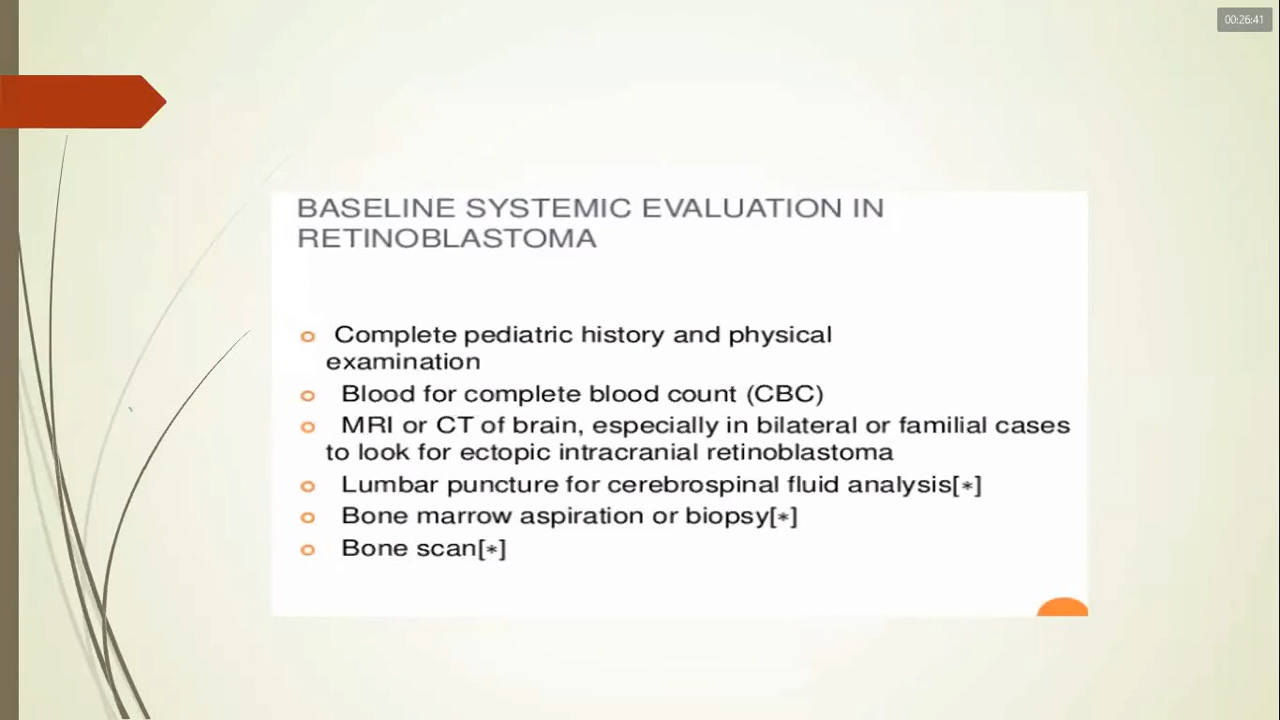 00:26:41
BASELINE SYSTEMIC EVALUATION IN
RETINOBLASTOMA
Complete pediatric history and physical
examination
Blood for complete blood count (CBC)
MRI or CT of brain, especially in bilateral or familial cases
to look for ectopic intracranial retinoblastoma
Lumbar puncture for cerebrospinal fluid analysis[*]
Bone marrow aspiration or biopsy[*]
Bone scan[*]